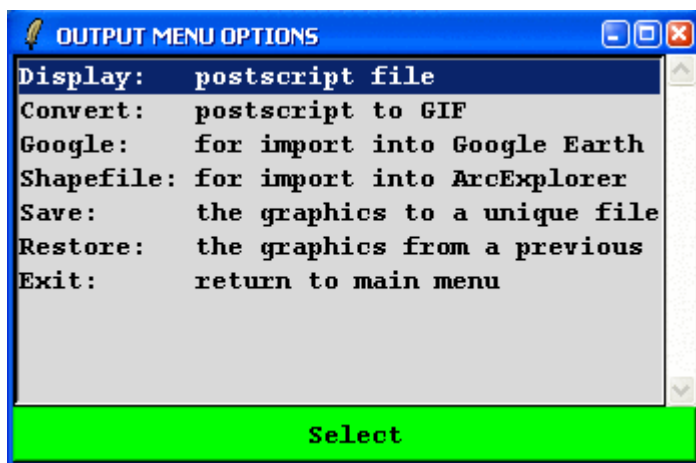 OUTPUT MENU OPTIONS
Display: postscript file
Convert: postscript to GIF
Google: for import into Google Earth
Shapefile: for import into ArcExplorer
Save: the graphics to a unique file
Restore: the graphics from a previous
Exit: return to main menu
Select